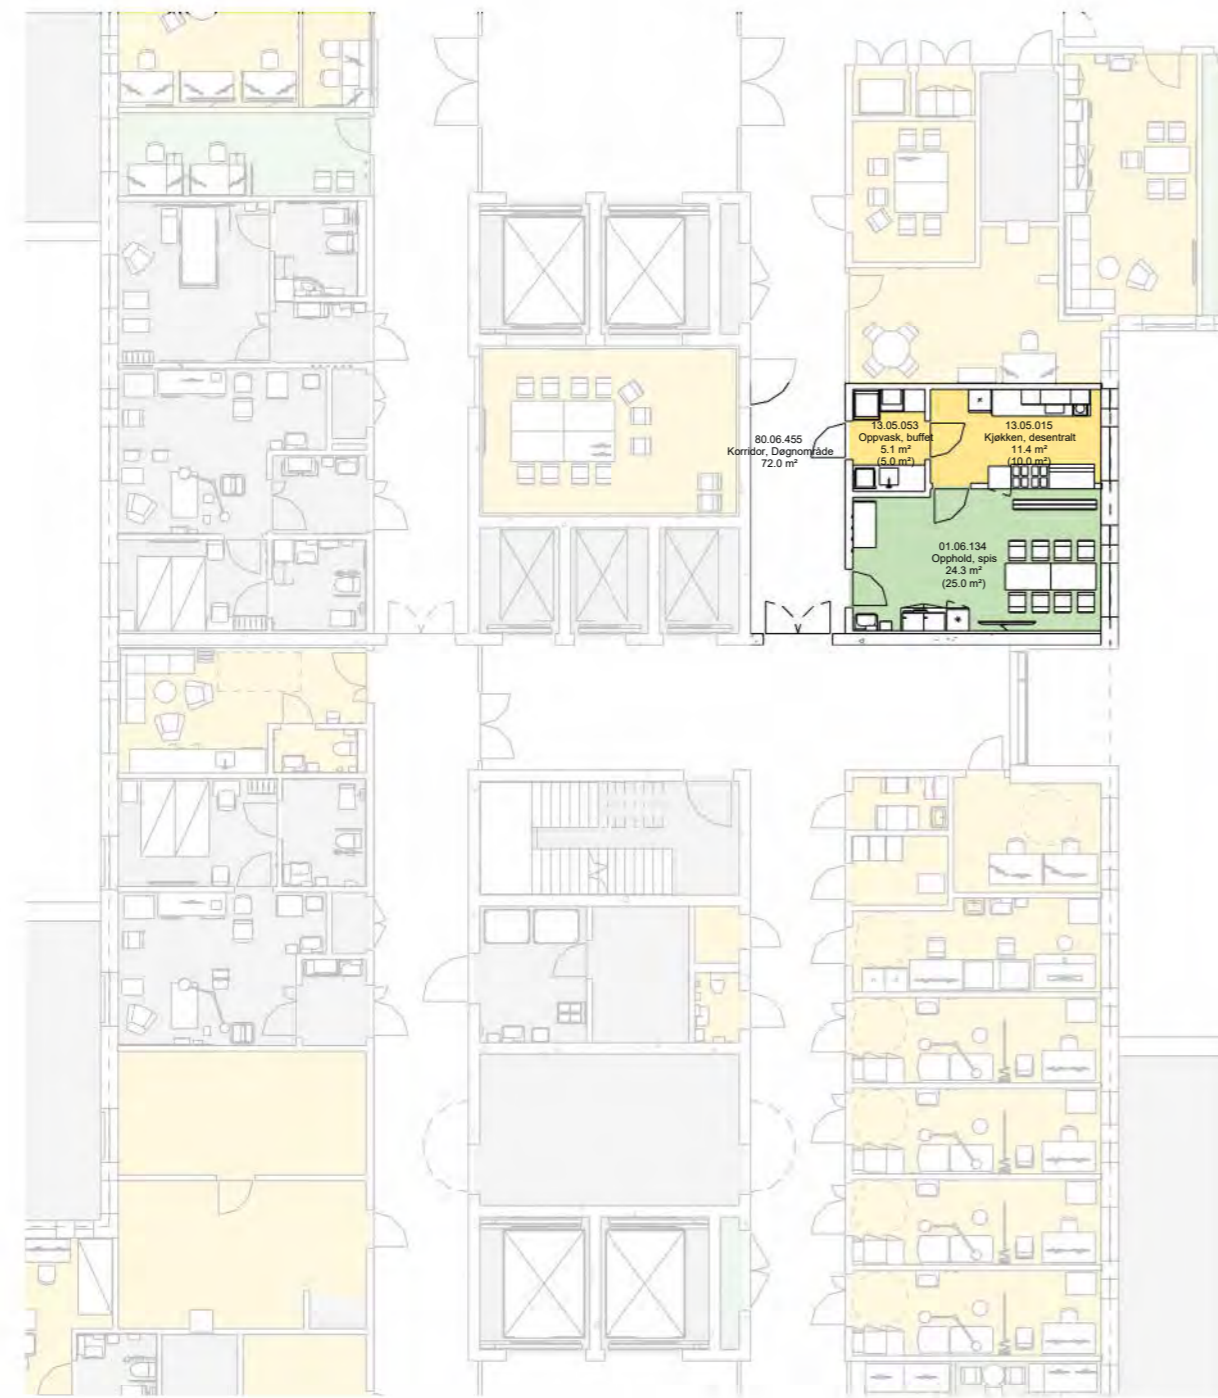 80.06.455
Korridor, Døgnområde
72.0 m²
13.05.053
Oppvask, buffet
5.1 m²
(5.0 m²)
13.05.015
Kjøkken, desentralt
11.4 m²
(10.0 m²)
01.06.134
Opphold, spis
24.3 m²
(25.0 m²)